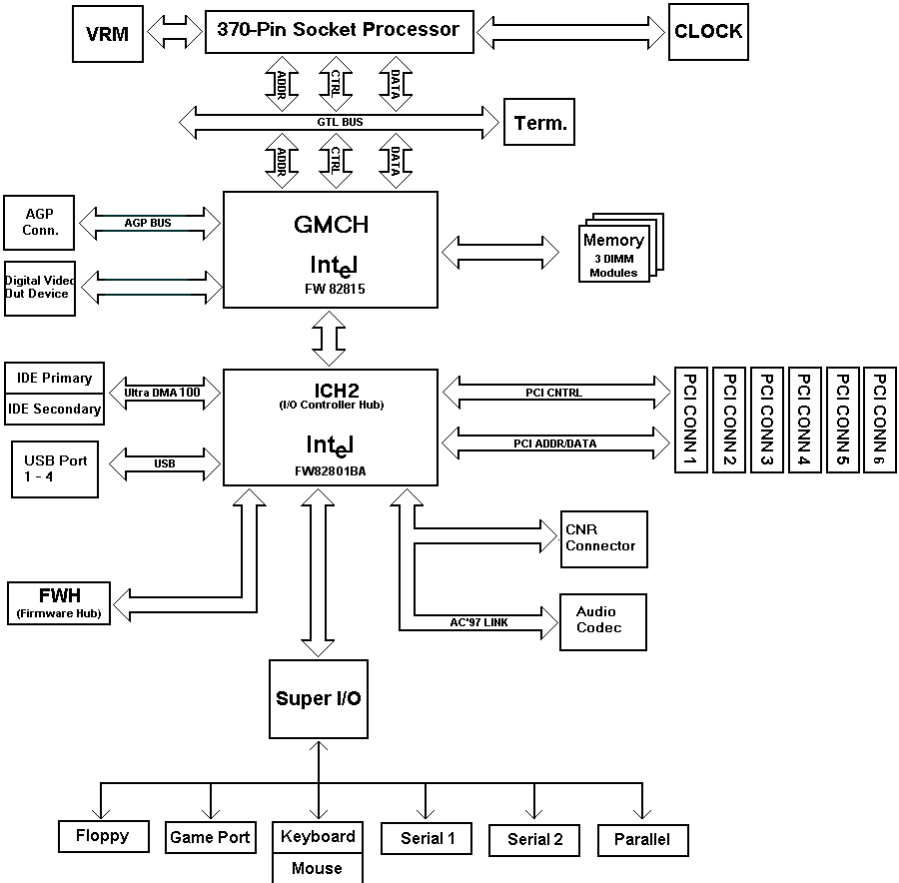 VRM
370-Pin Socket Processor
CLOCK
ADDR
CTRL
DATA
GTL BUS
Term.
ADDR
CTRL
DATA
AGP
Conn.
AGP BUS
GMCH
Intel
FW 82815
Memory
3 DIMM
Modules
Digital Video
Out Device
IDE Primary
IDE Secondary
Ultra DMA 100
ICH2
(I/O Controller Hub)
Intel
FW82801BA
PCI CNTRL
PCI ADDR/DATA
PCI CONN 1
PCI CONN 2
PCI CONN 3
PCI CONN 4
PCI CONN 5
PCI CONN 6
USB Port
1 - 4
USB
CNR
Connector
FWH
(Firmware Hub)
AC'97 LINK
Audio
Codec
Super I/O
Floppy
Game Port
Keyboard
Mouse
Serial 1
Serial 2
Parallel